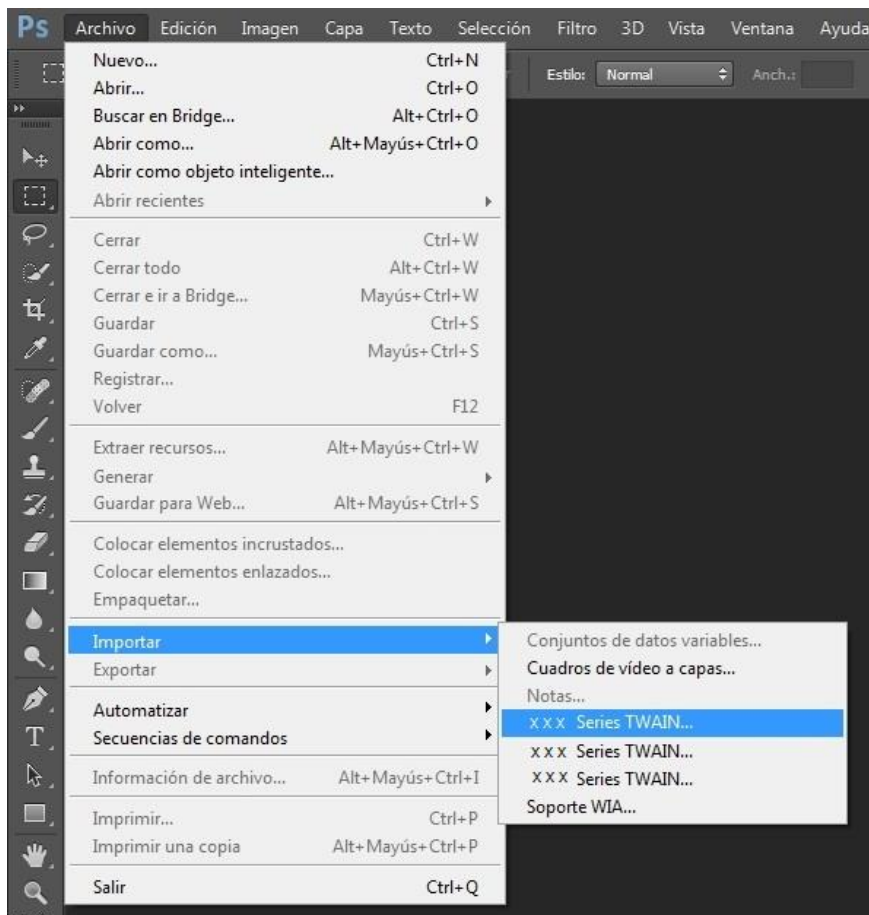 Ps Archivo Edición Imagen Capa Texto Selección Filtro 3D Vista Ventana Ayuda
Estilo: Normal Anch.:
Nuevo... Ctrl+N
Abrir... Ctrl+O
Buscar en Bridge... Alt+Ctrl+O
Abrir como... Alt+Mayús+Ctrl+O
Abrir como objeto inteligente...
Abrir recientes
Cerrar Ctrl+W
Cerrar todo Alt+Ctrl+W
Cerrar e ir a Bridge... Mayús+Ctrl+W
Guardar Ctrl+S
Guardar como... Mayús+Ctrl+S
Registrar...
Volver F12
Extraer recursos... Alt+Mayús+Ctrl+W
Generar
Guardar para Web... Alt+Mayús+Ctrl+S
Colocar elementos incrustados...
Colocar elementos enlazados...
Empaquetar...
Importar
Exportar
Automatizar
Secuencias de comandos
Información de archivo... Alt+Mayús+Ctrl+I
Imprimir... Ctrl+P
Imprimir una copia Alt+Mayús+Ctrl+P
Salir Ctrl+Q
Conjuntos de datos variables...
Cuadros de vídeo a capas...
Notas...
xxx Series TWAIN...
xxx Series TWAIN...
xxx Series TWAIN...
Soporte WIA...
T